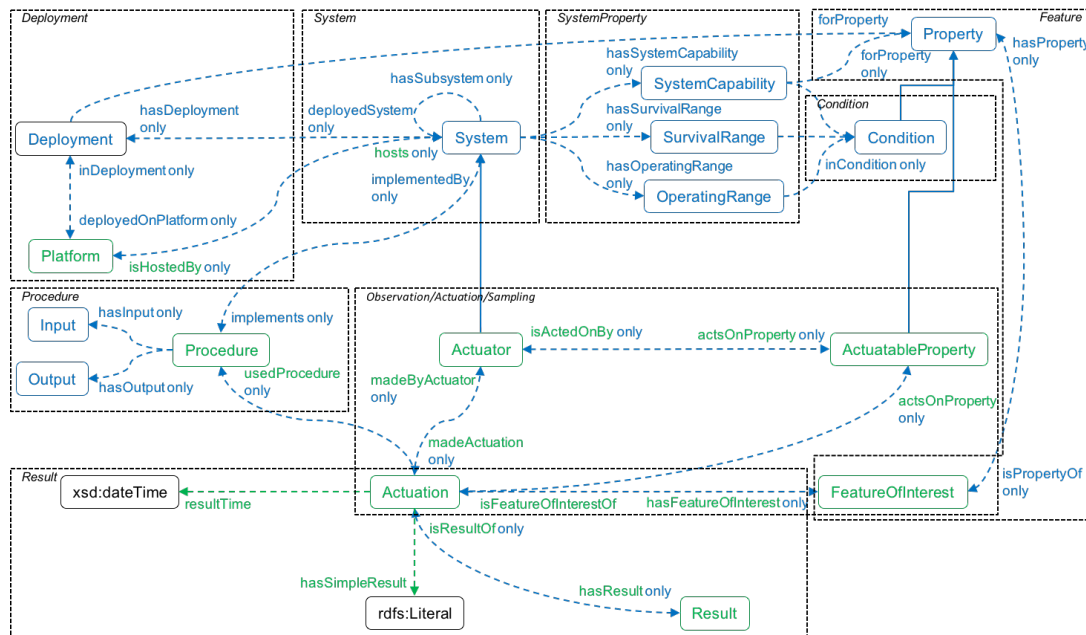 Deployment
System
SystemProperty
Feature
forProperty
Property
hasProperty
only
hasSystemCapability
only
forProperty
only
hasSubsystem only
SystemCapability
hasDeployment
only
deployedSystem
only
hasSurvivalRange
only
Condition
Deployment
System
SurvivalRange
Condition
hosts only
inDeployment only
implementedBy
only
hasOperatingRange
only
inCondition only
OperatingRange
deployedOnPlatform only
Platform
isHostedBy only
Procedure
Observation/Actuation/Sampling
Input
hasInput only
implements only
isActedOnBy only
actsOnProperty only
Procedure
Actuator
ActuatableProperty
Output
hasOutput only
usedProcedure
only
madeByActuator
only
actsOnProperty
only
madeActuation
only
Result
xsd:dateTime
resultTime
Actuation
isFeatureOfInterestOf
hasFeatureOfInterest only
FeatureOfInterest
isPropertyOf
only
isResultOf only
hasSimpleResult
hasResult only
rdfs:Literal
Result